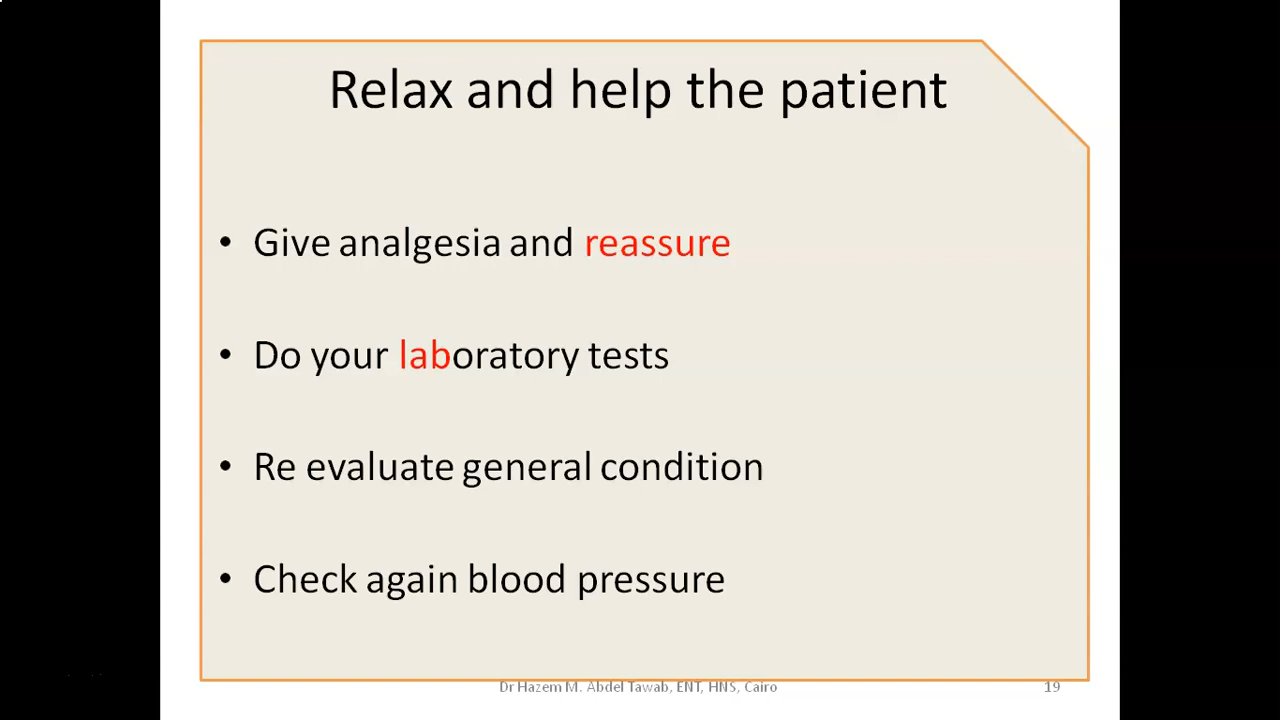 Relax and help the patient
• Give analgesia and reassure
• Do your laboratory tests
• Re evaluate general condition
• Check again blood pressure
Dr Hazem M. Abdel Tawab, ENT, HNS, Cairo
19